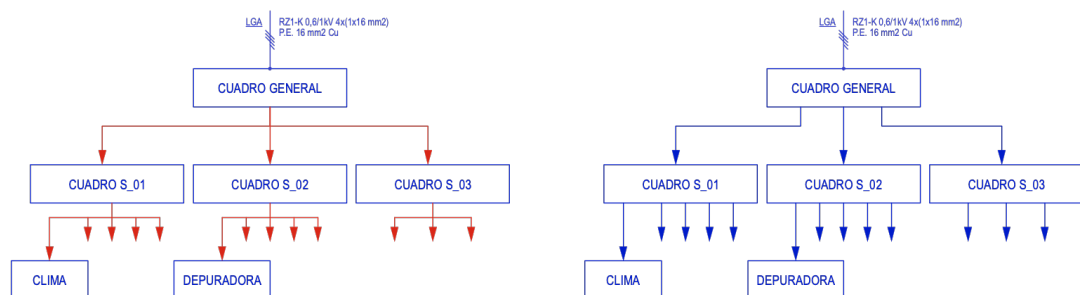 LGA
RZ1-K 0,6/1kV 4x(1x16 mm2)
P.E. 16 mm2 Cu
CUADRO GENERAL
CUADRO S_01
CUADRO S_02
CUADRO S_03
CLIMA
DEPURADORA
LGA
RZ1-K 0,6/1kV 4x(1x16 mm2)
P.E. 16 mm2 Cu
CUADRO GENERAL
CUADRO S_01
CUADRO S_02
CUADRO S_03
CLIMA
DEPURADORA